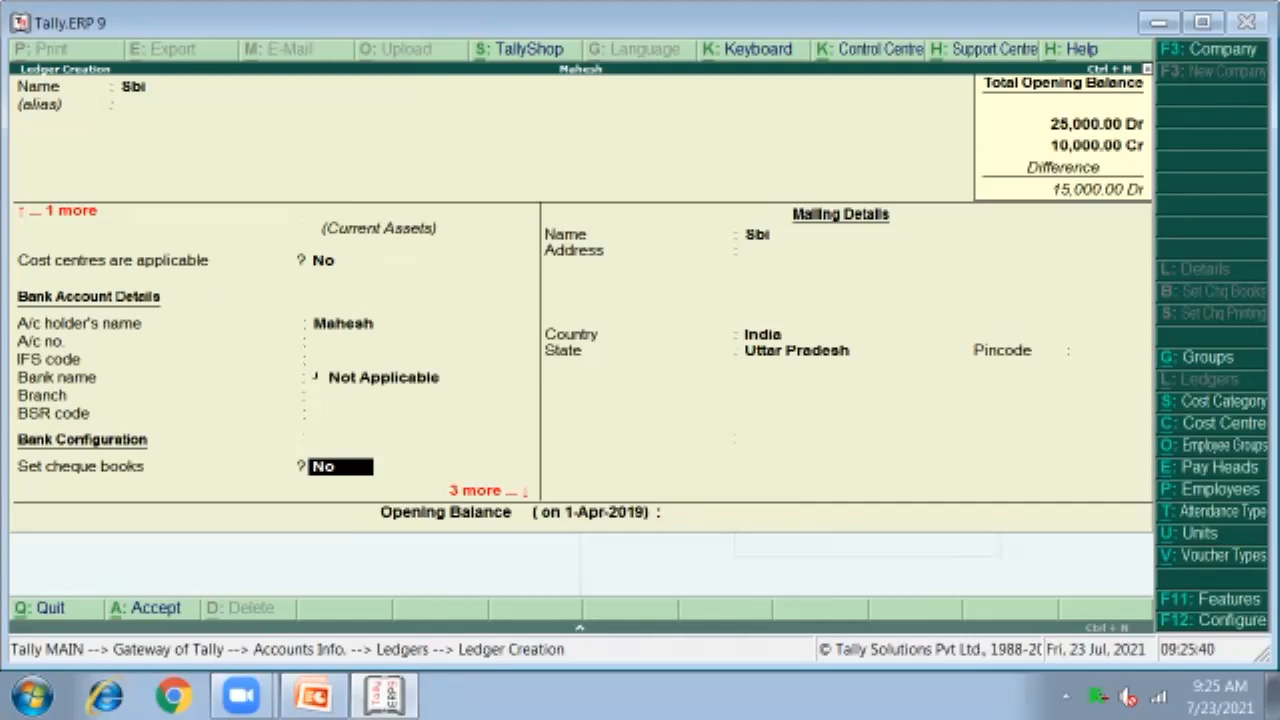 Tally.ERP 9
P: Print E: Export M: E-Mail O: Upload S: TallyShop G: Language K: Keyboard K: Control Centre H: Support Centre H: Help
F3: Company
F3: New Company
Ledger Creation Mahesh Ctrl + M
Name : Sbi
(alias) :
Total Opening Balance
25,000.00 Dr
10,000.00 Cr
Difference
15,000.00 Dr
↑ ... 1 more
(Current Assets)
Cost centres are applicable ? No
Bank Account Details
A/c holder's name : Mahesh
A/c no. :
IFS code :
Bank name : Not Applicable
Branch :
BSR code :
Bank Configuration
Set cheque books ? No
3 more ... ↓
Mailing Details
Name : Sbi
Address :
Country : India
State : Uttar Pradesh Pincode :
Opening Balance ( on 1-Apr-2019) :
L: Details
B: Set Chq Books
S: Set Chq Printing
G: Groups
L: Ledgers
S: Cost Category
C: Cost Centre
O: Employee Groups
E: Pay Heads
P: Employees
T: Attendance Type
U: Units
V: Voucher Types
F11: Features
F12: Configure
Q: Quit A: Accept D: Delete
Ctrl + N
Tally MAIN --> Gateway of Tally --> Accounts Info. --> Ledgers --> Ledger Creation © Tally Solutions Pvt Ltd., 1988-20 Fri, 23 Jul, 2021 09:25:40
9:25 AM
7/23/2021